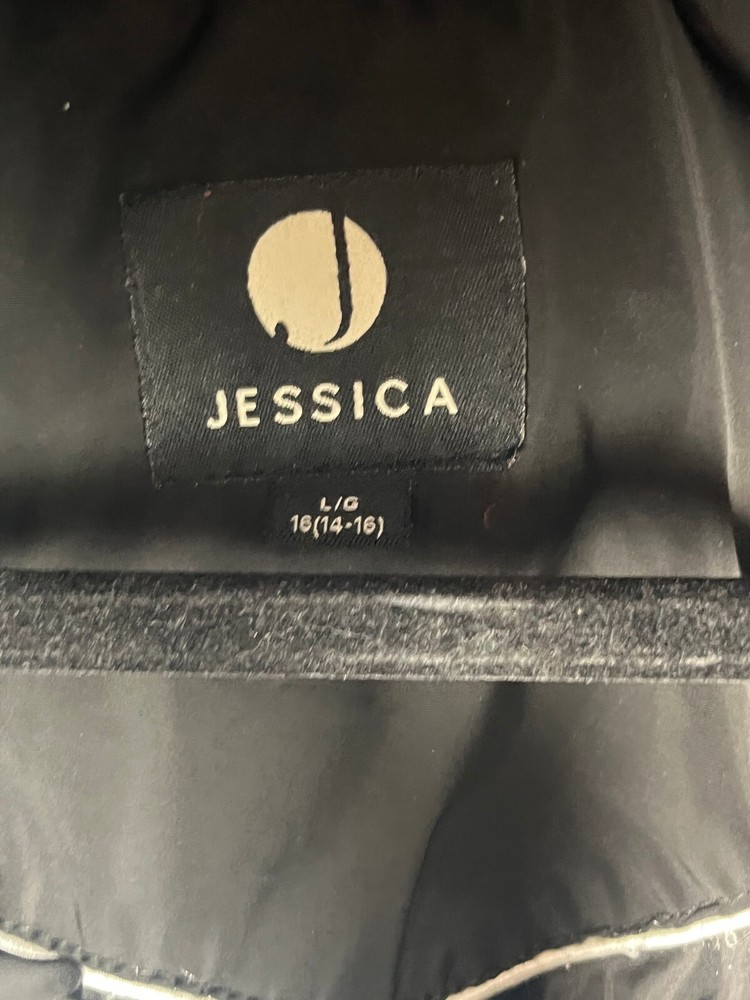 J
JESSICA
L/G
16(14-16)